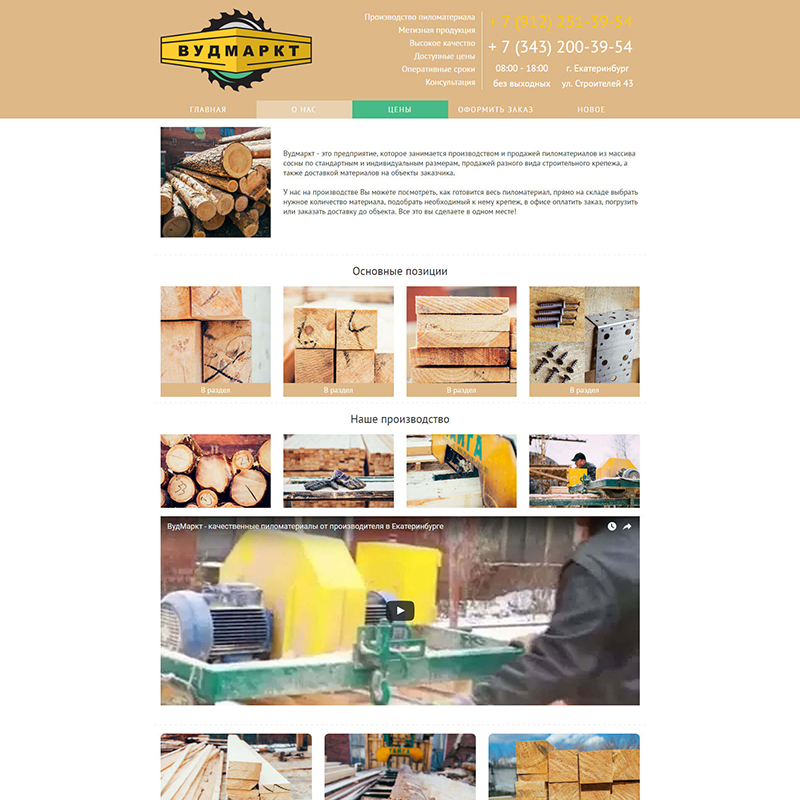 ВУДМАРКТ
Производство пиломатериала
Метизная продукция
Высокое качество
Доступные цены
Оперативные сроки
Консультация
+ 7 (912) 251-39-54
+ 7 (343) 200-39-54
08:00 - 18:00 г. Екатеринбург
без выходных ул. Строителей 43
ГЛАВНАЯ О НАС ЦЕНЫ ОФОРМИТЬ ЗАКАЗ НОВОЕ
Вудмаркт - это предприятие, которое занимается производством и продажей пиломатериалов из массива
сосны по стандартным и индивидуальным размерам, продажей разного вида строительного крепежа, а
также доставкой материалов на объекты заказчика.
У нас на производстве Вы можете посмотреть, как готовится весь пиломатериал, прямо на складе выбрать
нужное количество материала, подобрать необходимый к нему крепеж, в офисе оплатить заказ, погрузить
или заказать доставку до объекта. Все это вы сделаете в одном месте!
Основные позиции
В раздел В раздел В раздел В раздел
Наше производство
ТАЙГА
ВудМаркт - качественные пиломатериалы от производителя в Екатеринбурге
ТАЙГА